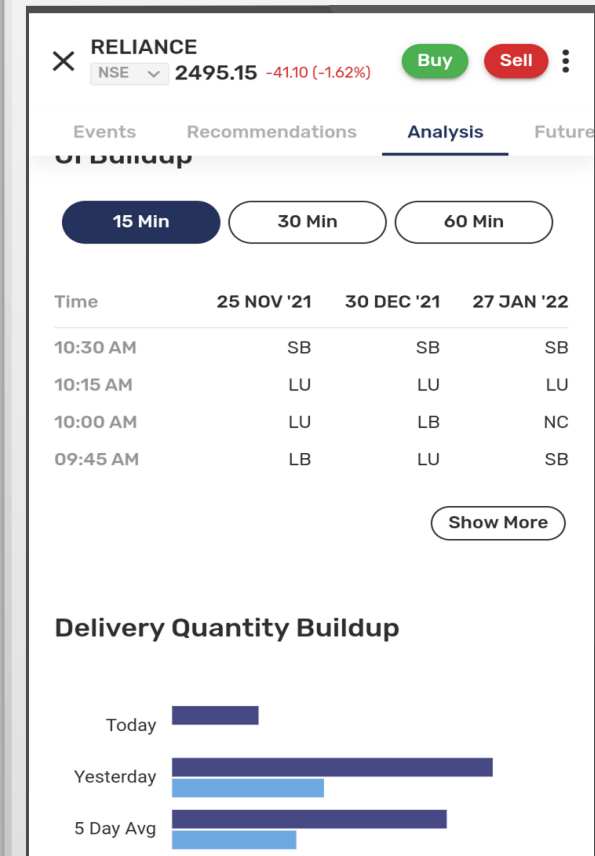 RELIANCE
NSE 2495.15 -41.10 (-1.62%)
Buy Sell
Events Recommendations Analysis Future
OI Buildup
15 Min 30 Min 60 Min
Time 25 NOV '21 30 DEC '21 27 JAN '22
10:30 AM SB SB SB
10:15 AM LU LU LU
10:00 AM LU LB NC
09:45 AM LB LU SB
Show More
Delivery Quantity Buildup
Today
Yesterday
5 Day Avg